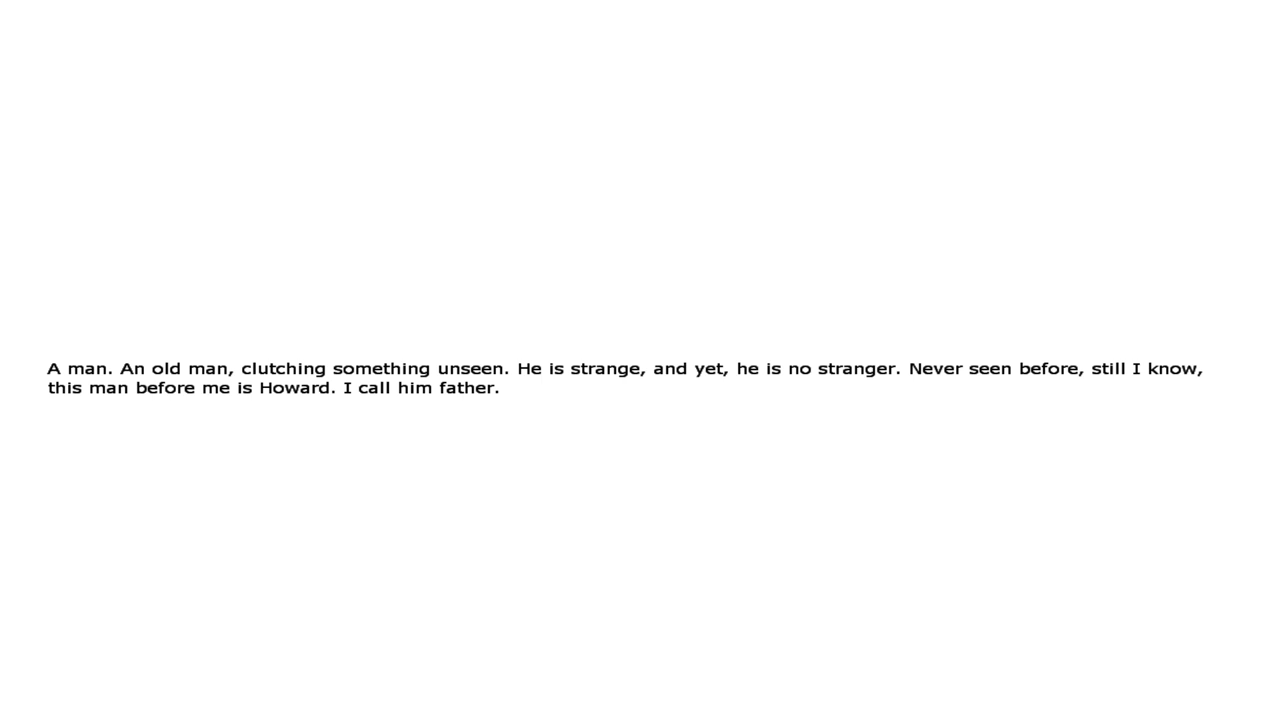 A man. An old man, clutching something unseen. He is strange, and yet, he is no stranger. Never seen before, still I know,
this man before me is Howard. I call him father.